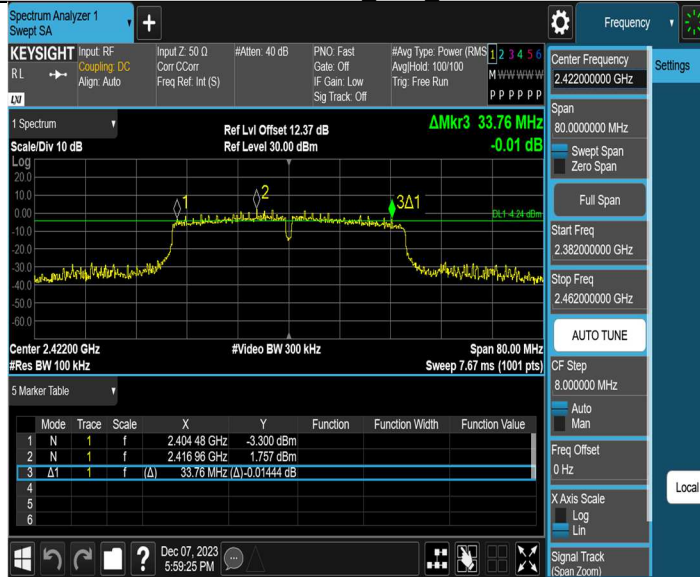 Spectrum Analyzer 1
Swept SA
+
Frequency
KEYSIGHT
Input: RF
Coupling: DC
Align: Auto
Input Z: 50 Ω
Corr CCorr
Freq Ref: Int (S)
#Atten: 40 dB
PNO: Fast
Gate: Off
IF Gain: Low
Sig Track: Off
#Avg Type: Power (RMS
Avg|Hold: 100/100
Trig: Free Run
1 2 3 4 5 6
M W W W W W
P P P P P P
RL
LXI
1 Spectrum
Scale/Div 10 dB
Ref Lvl Offset 12.37 dB
Ref Level 30.00 dBm
ΔMkr3 33.76 MHz
-0.01 dB
Log
20.0
10.0
0.00
-10.0
-20.0
-30.0
-40.0
-50.0
-60.0
1
2
3Δ1
DL1 -4.24 dBm
Center 2.42200 GHz
#Res BW 100 kHz
#Video BW 300 kHz
Span 80.00 MHz
Sweep 7.67 ms (1001 pts)
5 Marker Table
Mode Trace Scale X Y Function Function Width Function Value
1 N 1 f 2.404 48 GHz -3.300 dBm
2 N 1 f 2.416 96 GHz 1.757 dBm
3 Δ1 1 f (Δ) 33.76 MHz (Δ) -0.01444 dB
4
5
6
?
Dec 07, 2023
5:59:25 PM
Center Frequency
2.422000000 GHz
Settings
Span
80.0000000 MHz
Swept Span
Zero Span
Full Span
Start Freq
2.382000000 GHz
Stop Freq
2.462000000 GHz
AUTO TUNE
CF Step
8.000000 MHz
Auto
Man
Freq Offset
0 Hz
X Axis Scale
Log
Lin
Signal Track
(Span Zoom)
Local